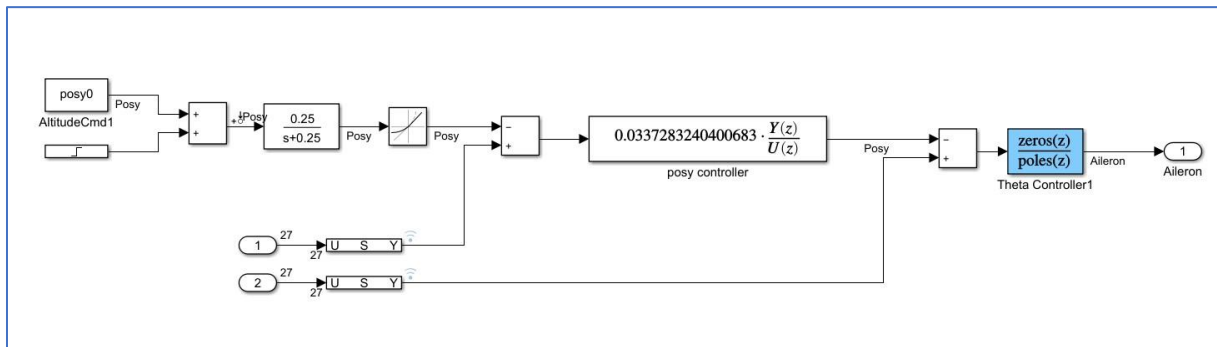 posy0
Posy
AltitudeCmd1
+
+
Posy
0.25
s+0.25
Posy
Posy
−
+
0.0337283240400683 · Y(z)
U(z)
posy controller
Posy
−
+
zeros(z)
poles(z)
Theta Controller1
Aileron
1
Aileron
1
27
27
U S Y
2
27
27
U S Y